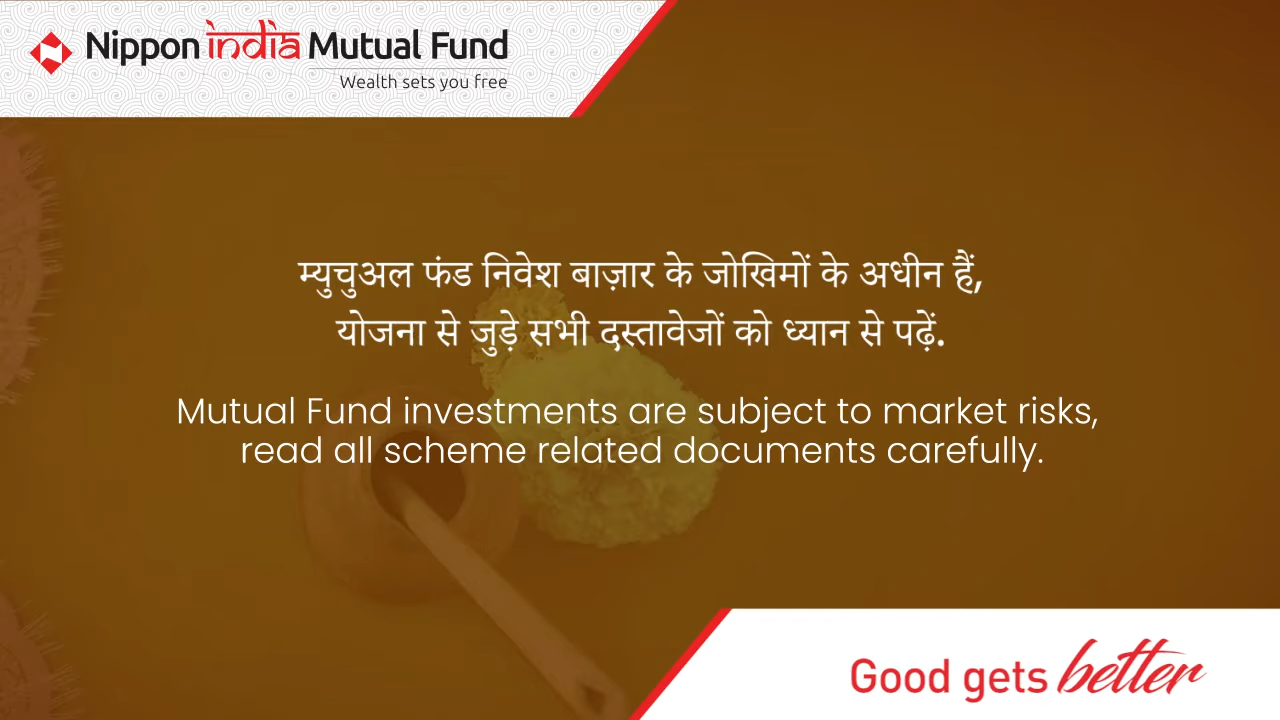 Nippon india Mutual Fund
Wealth sets you free
म्युचुअल फंड निवेश बाज़ार के जोखिमों के अधीन हैं,
योजना से जुड़े सभी दस्तावेजों को ध्यान से पढ़ें.
Mutual Fund investments are subject to market risks,
read all scheme related documents carefully.
Good gets better